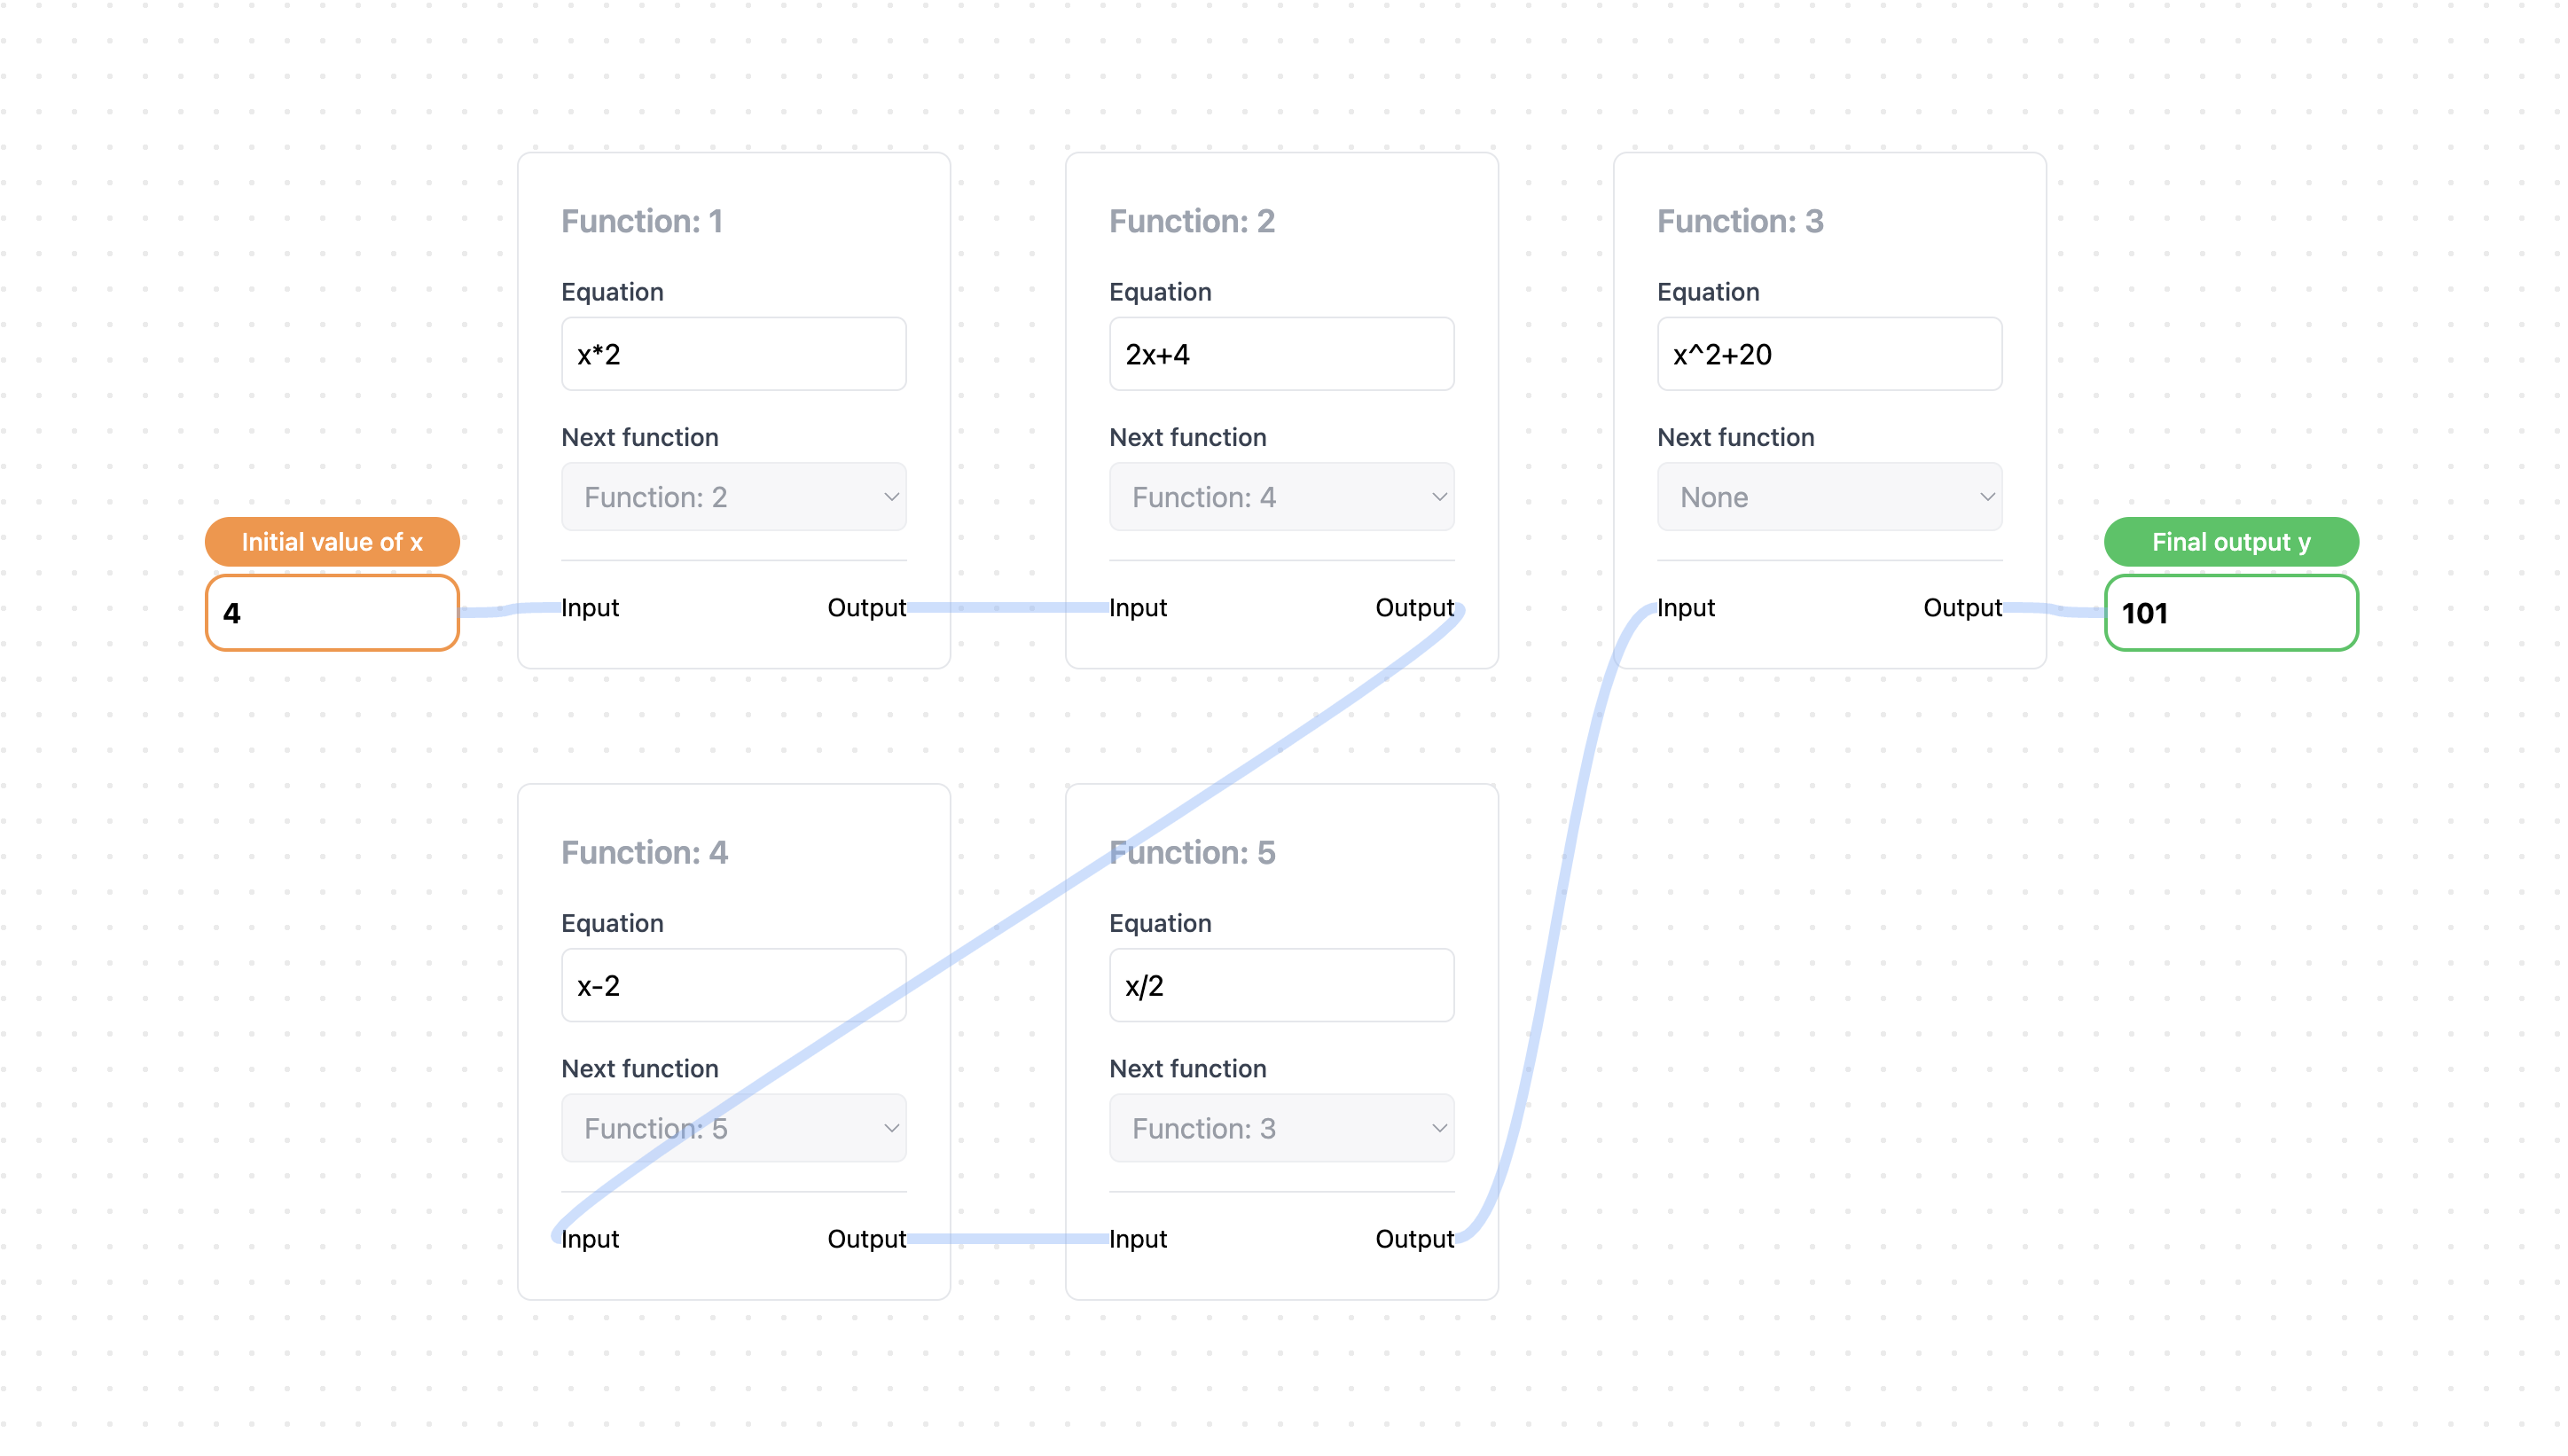 Function: 1
Equation
x*2
Next function
Function: 2
Input
Output
Function: 2
Equation
2x+4
Next function
Function: 4
Input
Output
Function: 3
Equation
x^2+20
Next function
None
Input
Output
Initial value of x
4
Final output y
101
Function: 4
Equation
x-2
Next function
Function: 5
Input
Output
Function: 5
Equation
x/2
Next function
Function: 3
Input
Output